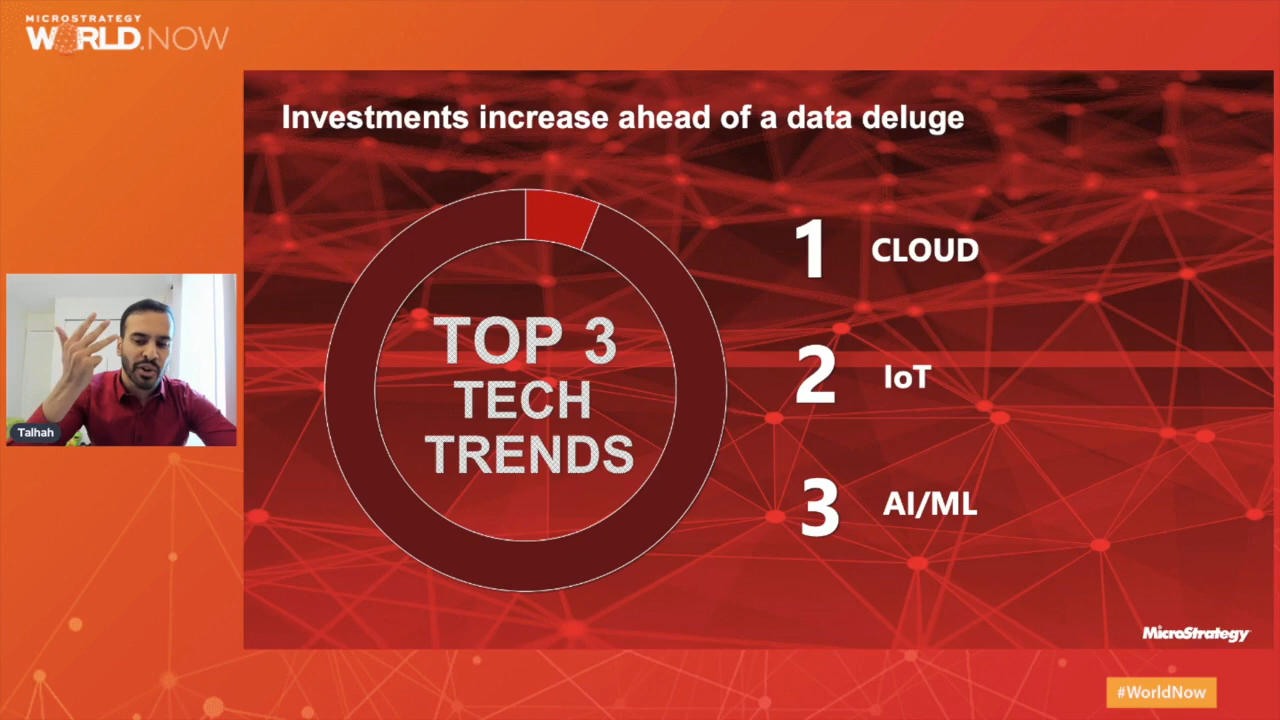 MICROSTRATEGY
WORLD.NOW
Investments increase ahead of a data deluge
TOP 3
TECH
TRENDS
1 CLOUD
2 IoT
3 AI/ML
Talhah
MicroStrategy
#WorldNow